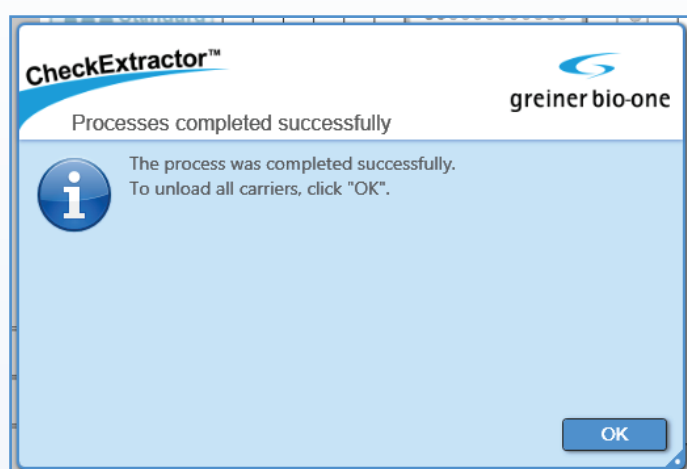 CheckExtractor™
greiner bio-one
Processes completed successfully
The process was completed successfully.
To unload all carriers, click "OK".
OK